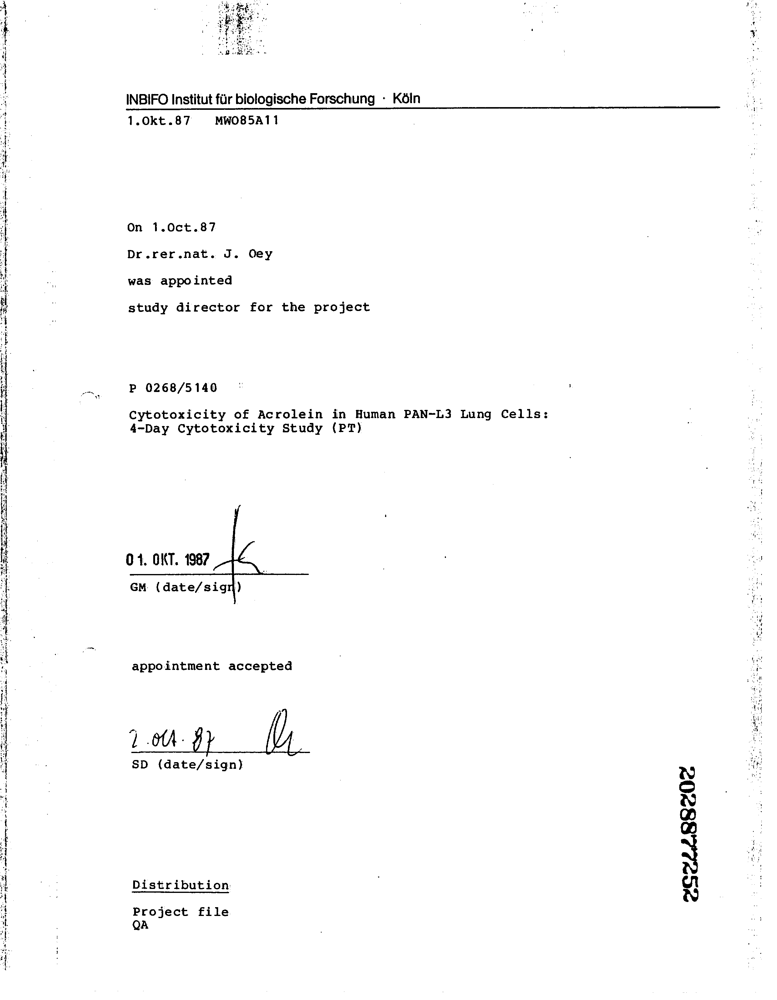 INBIFO Institut für biologische Forschung · Köln
1.Okt.87 MW085A11
On 1.Oct.87
Dr.rer.nat. J. Oey
was appointed
study director for the project
P 0268/5140
Cytotoxicity of Acrolein in Human PAN-L3 Lung Cells:
4-Day Cytotoxicity Study (PT)
01. OKT. 1987
GM (date/sign)
appointment accepted
2. Okt. 87
SD (date/sign)
Distribution
Project file
QA
2028877252